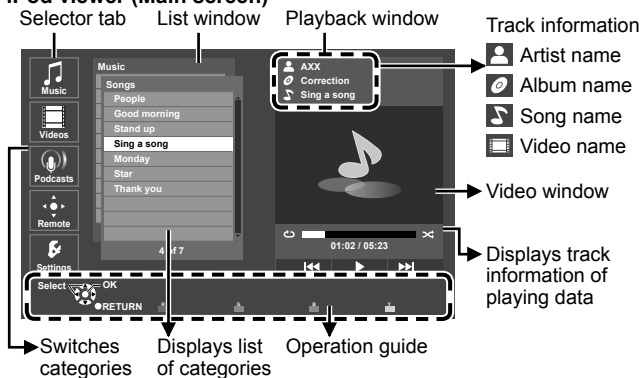 iPod viewer (Main screen)
Selector tab
List window
Playback window
Track information
Artist name
Album name
Song name
Video name
Music
Videos
Podcasts
Remote
Settings
Music
Songs
People
Good morning
Stand up
Sing a song
Monday
Star
Thank you
4 of 7
AXX
Correction
Sing a song
01:02 / 05:23
Video window
Displays track
information of
playing data
Select
OK
RETURN
Switches
categories
Displays list
of categories
Operation guide